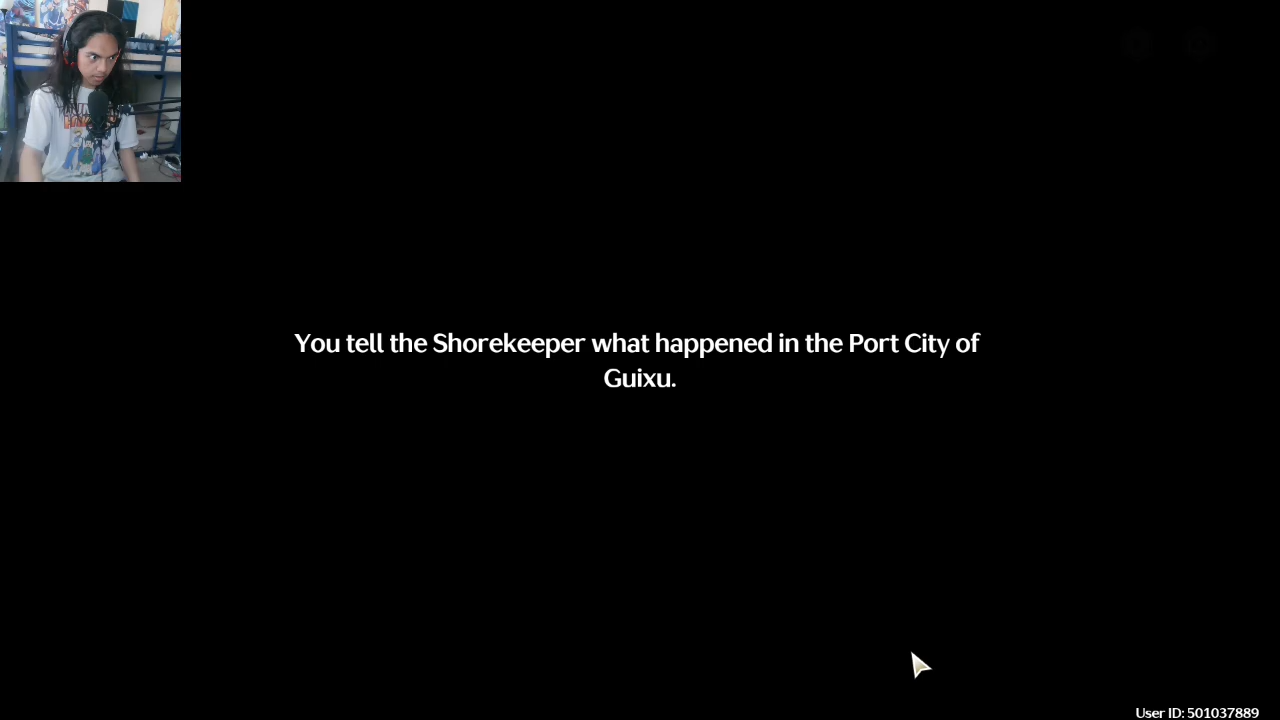 You tell the Shorekeeper what happened in the Port City of
Guixu.
User ID: 501037889